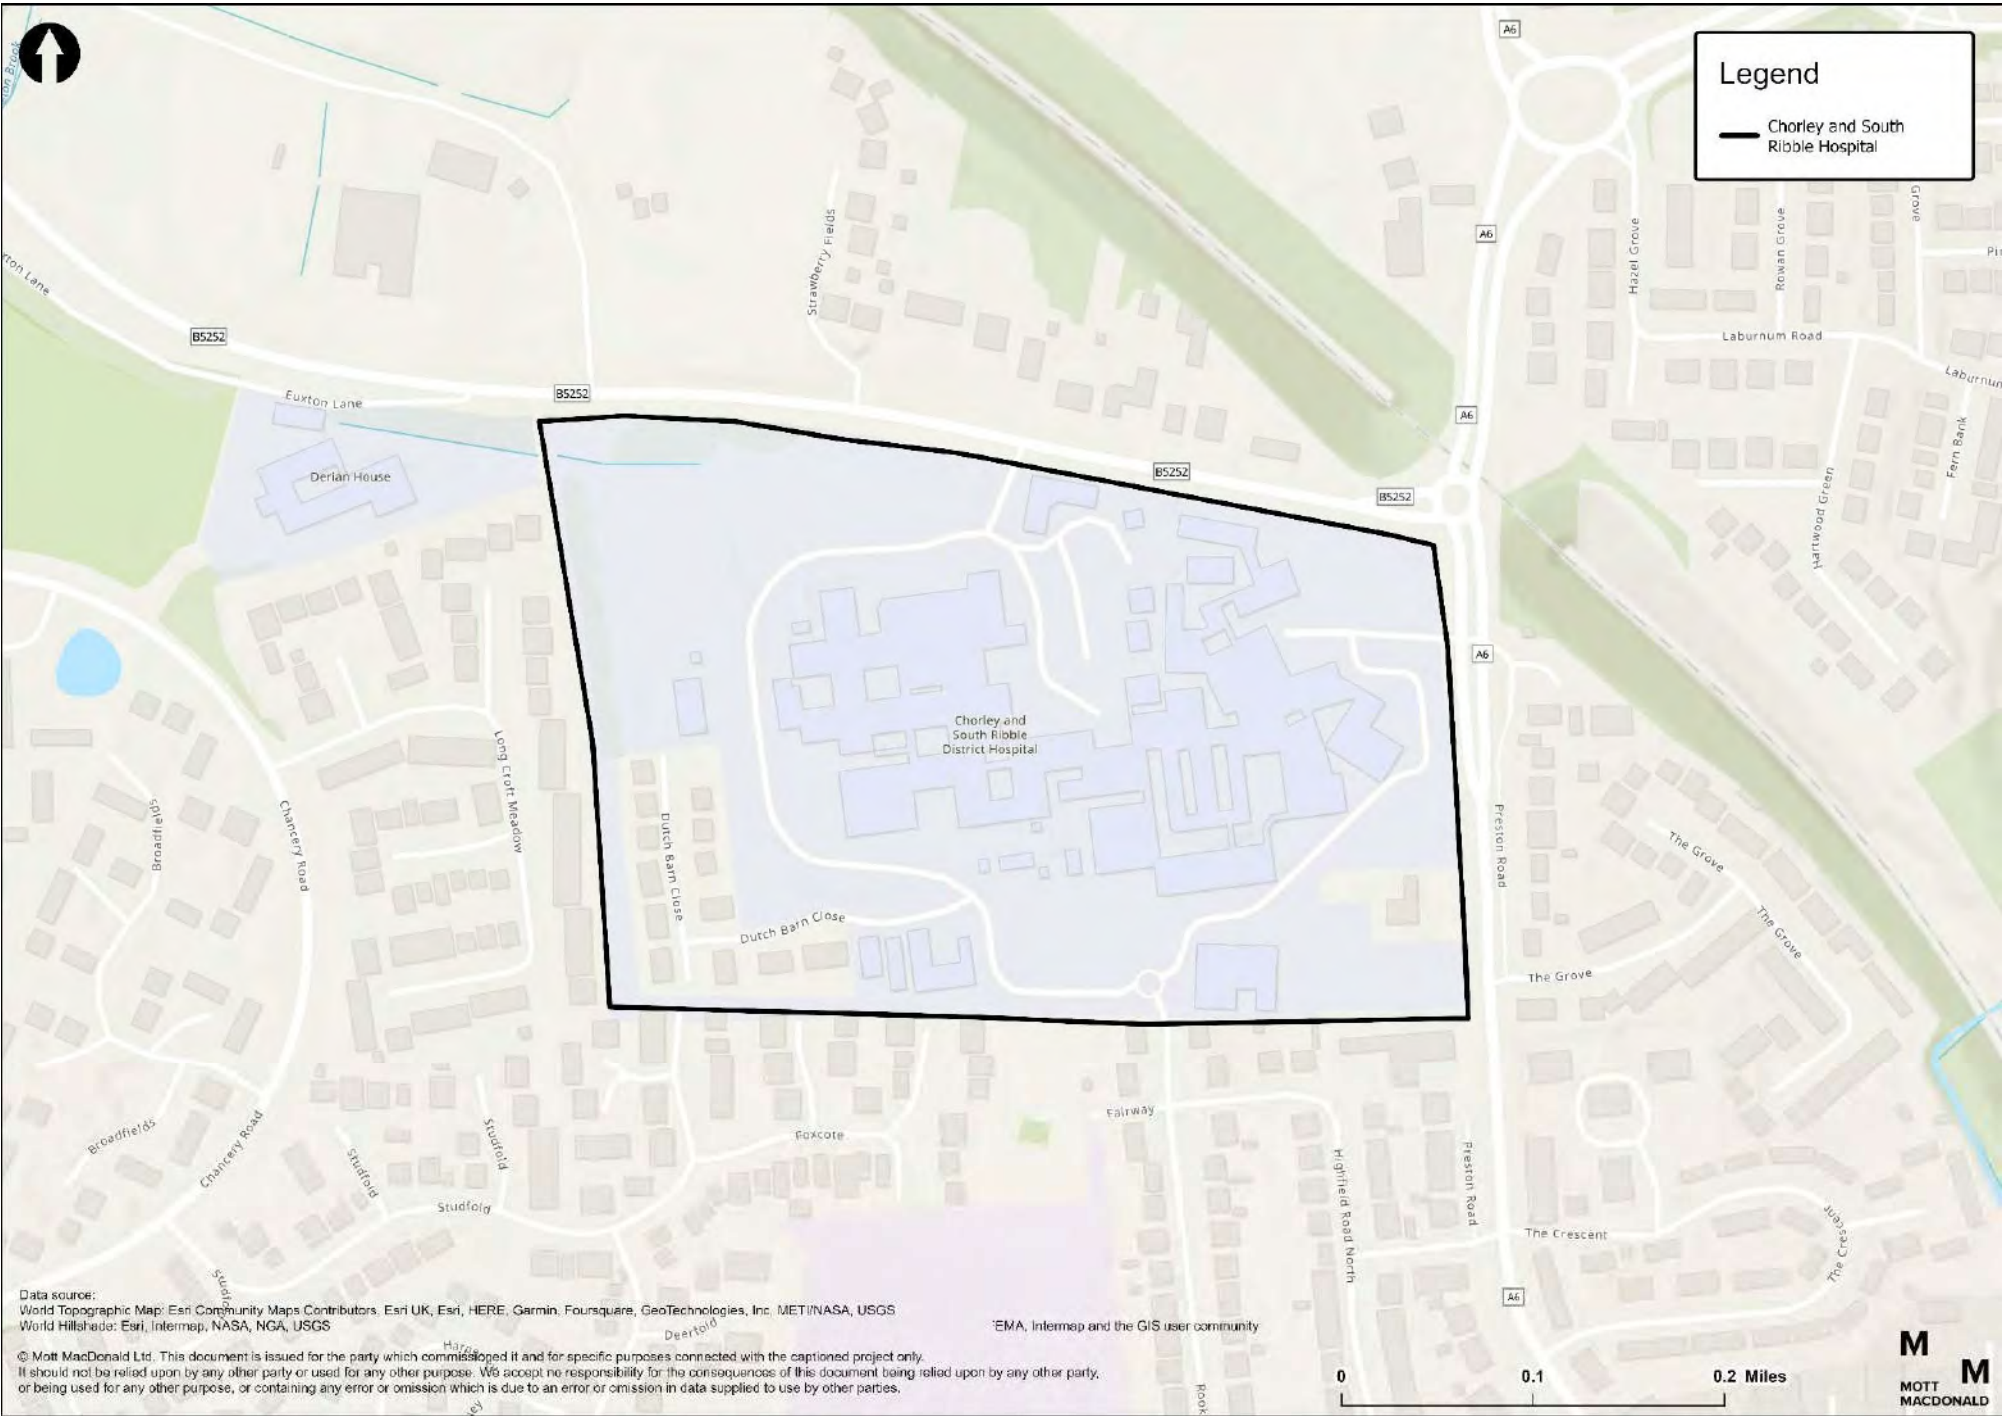 A6
Legend
Chorley and South
Ribble Hospital
A6
Strawberry Fields
Hazel Grove
Rowan Grove
Grove
B5252
Laburnum Road
Euxton Lane
B5252
A6
Fern Bank
Derian House
B5252
B5252
Hartwood Green
A6
Chorley and
South Ribble
District Hospital
Long Croft Meadow
Broadfields
Chancery Road
Dutch Barn Close
Dutch Barn Close
Preston Road
The Grove
The Grove
The Grove
Broadfields
Chancery Road
Studfold
Studfold
Studfold
Foxcote
Fairway
Highfield Road North
Preston Road
The Crescent
The Crescent
A6
Deerfold
Data source:
World Topographic Map: Esri Community Maps Contributors, Esri UK, Esri, HERE, Garmin, Foursquare, GeoTechnologies, Inc, METI/NASA, USGS
World Hillshade: Esri, Intermap, NASA, NGA, USGS
EMA, Intermap and the GIS user community
© Mott MacDonald Ltd. This document is issued for the party which commissioned it and for specific purposes connected with the captioned project only.
It should not be relied upon by any other party or used for any other purpose. We accept no responsibility for the consequences of this document being relied upon by any other party,
or being used for any other purpose, or containing any error or omission which is due to an error or omission in data supplied to use by other parties.
0 0.1 0.2 Miles
M
M
MOTT
MACDONALD